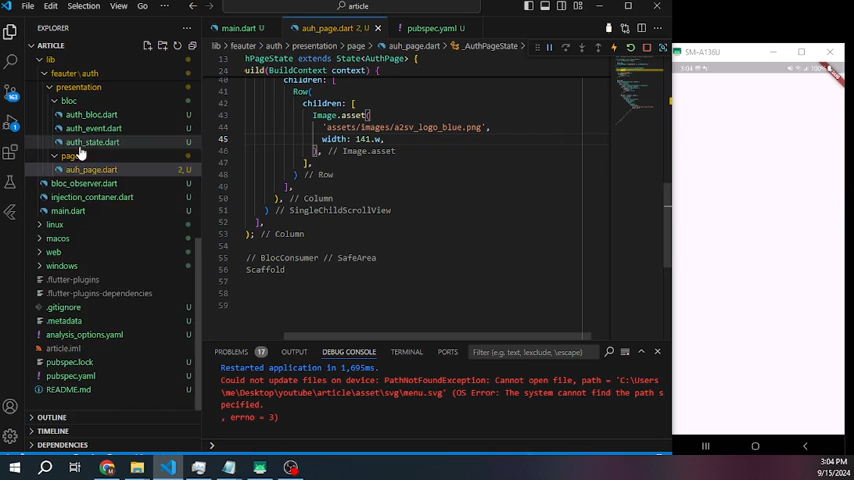 File Edit Selection View Go ...
article
EXPLORER
ARTICLE
lib
feauter \ auth
presentation
bloc
auth_bloc.dart U
auth_event.dart U
auth_state.dart U
page
auh_page.dart 2, U
bloc_observer.dart U
injection_contaner.dart U
main.dart U
linux
macos
web
windows
.flutter-plugins
.flutter-plugins-dependencies
.gitignore U
.metadata U
analysis_options.yaml U
article.iml
pubspec.lock U
pubspec.yaml U
README.md U
OUTLINE
TIMELINE
DEPENDENCIES
main.dart U
auh_page.dart 2, U
pubspec.yaml U
lib > feauter > auth > presentation > page > auh_page.dart > _AuthPageState
13 hPageState extends State<AuthPage> {
24 uild(BuildContext context) {
40 children: [
41 Row(
42 children: [
43 Image.asset(
44 'assets/images/a2sv_logo_blue.png',
45 width: 141.w,
46 ), // Image.asset
47 ],
48 ) // Row
49 ],
50 ), // Column
51 ) // SingleChildScrollView
52 ],
53 ); // Column
54
55 // BlocConsumer // SafeArea
56 Scaffold
57
58
59
PROBLEMS 17 OUTPUT DEBUG CONSOLE TERMINAL PORTS Filter (e.g. text, !exclude, \escape)
Restarted application in 1,695ms.
Could not update files on device: PathNotFoundException: Cannot open file, path = 'C:\Users
\me\Desktop\youtube\article\asset\svg\menu.svg' (OS Error: The system cannot find the path s
pecified.
, errno = 3)
SM-A136U
3:04
100%
3:04 PM
9/15/2024